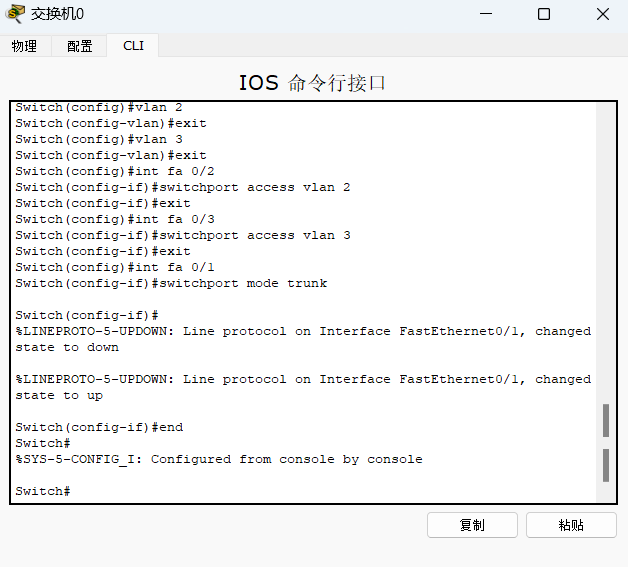 交换机0
物理 配置 CLI
IOS 命令行接口
Switch(config)#vlan 2
Switch(config-vlan)#exit
Switch(config)#vlan 3
Switch(config-vlan)#exit
Switch(config)#int fa 0/2
Switch(config-if)#switchport access vlan 2
Switch(config-if)#exit
Switch(config)#int fa 0/3
Switch(config-if)#switchport access vlan 3
Switch(config-if)#exit
Switch(config)#int fa 0/1
Switch(config-if)#switchport mode trunk
Switch(config-if)#
%LINEPROTO-5-UPDOWN: Line protocol on Interface FastEthernet0/1, changed
state to down
%LINEPROTO-5-UPDOWN: Line protocol on Interface FastEthernet0/1, changed
state to up
Switch(config-if)#end
Switch#
%SYS-5-CONFIG_I: Configured from console by console
Switch#
复制 粘贴